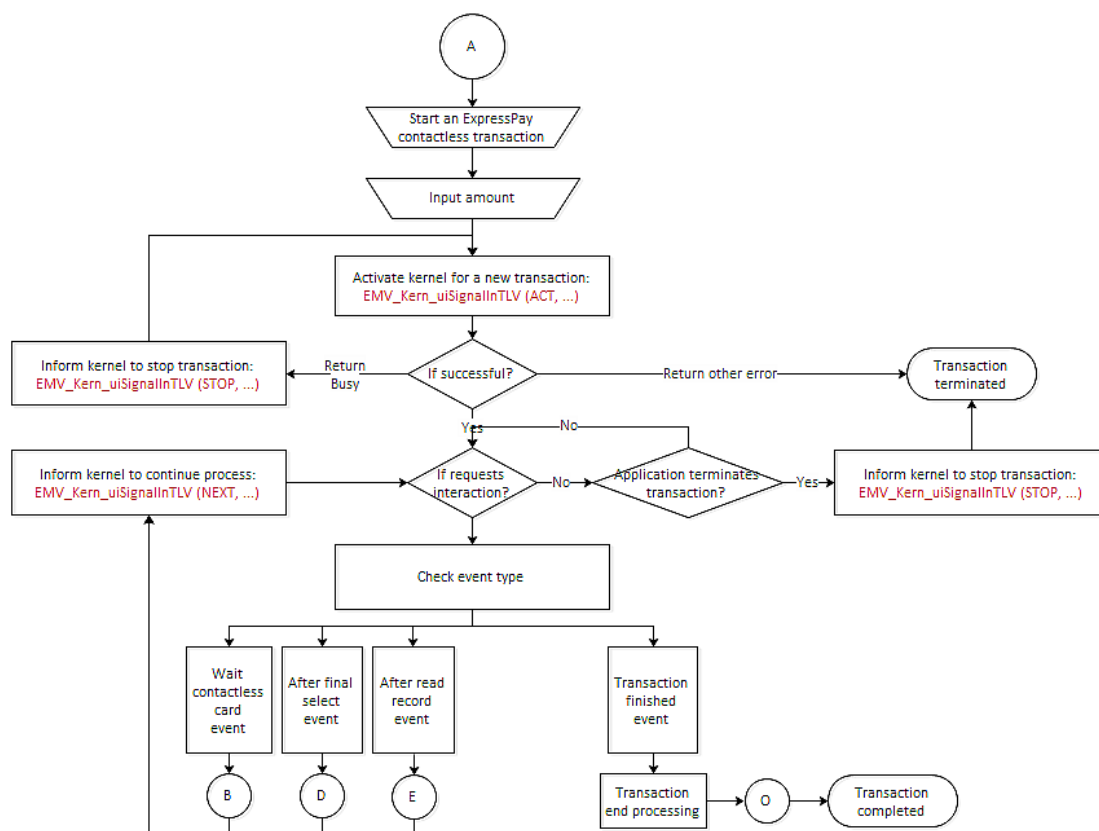 A
Start an ExpressPay
contactless transaction
Input amount
Activate kernel for a new transaction:
EMV_Kern_uiSignalInTLV (ACT, ...)
Inform kernel to stop transaction:
EMV_Kern_uiSignalInTLV (STOP, ...)
Return
Busy
If successful?
Return other error
Transaction
terminated
Yes
No
Inform kernel to continue process:
EMV_Kern_uiSignalInTLV (NEXT, ...)
If requests
interaction?
No
Application terminates
transaction?
Yes
Inform kernel to stop transaction:
EMV_Kern_uiSignalInTLV (STOP, ...)
Check event type
Wait
contactless
card
event
After final
select
event
After read
record
event
Transaction
finished
event
B
D
E
Transaction
end processing
O
Transaction
completed